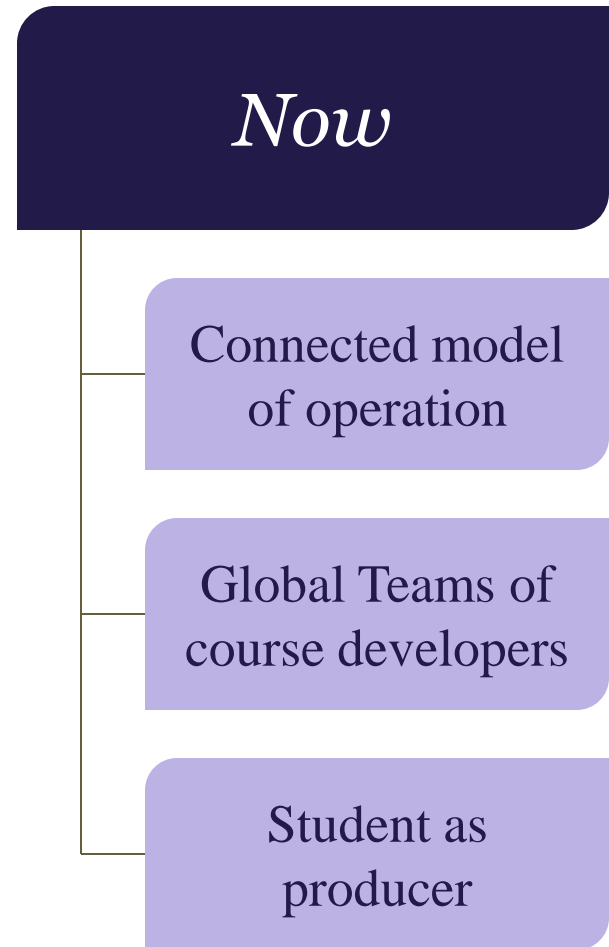 Now
Connected model
of operation
Global Teams of
course developers
Student as
producer